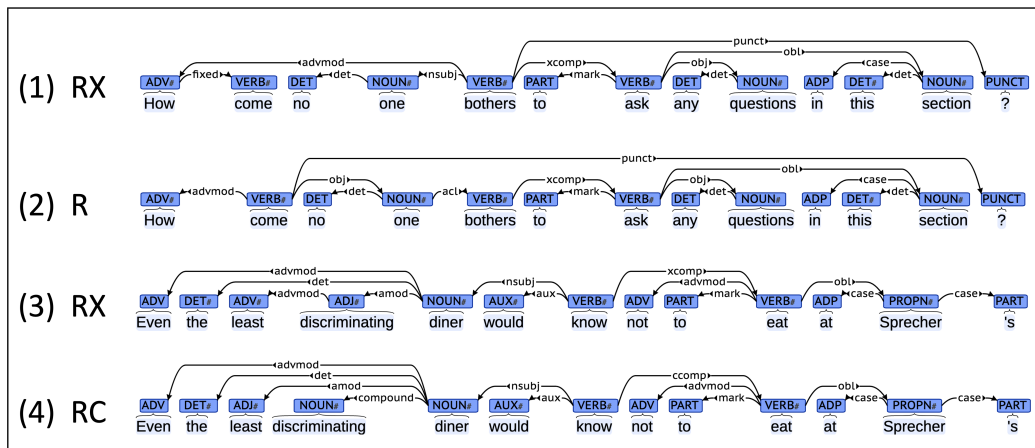 punct
obl
advmod xcomp obj case
fixed det nsubj mark det det
(1) RX ADV# VERB# DET NOUN# VERB# PART VERB# DET NOUN# ADP DET# NOUN# PUNCT
How come no one bothers to ask any questions in this section ?
punct
obl
obj xcomp obj case
advmod det acl mark det det
(2) R ADV# VERB# DET NOUN# VERB# PART VERB# DET NOUN# ADP DET# NOUN# PUNCT
How come no one bothers to ask any questions in this section ?
advmod xcomp
det nsubj advmod obl
advmod amod aux mark case case
(3) RX ADV DET# ADV# ADJ# NOUN# AUX# VERB# ADV PART VERB# ADP PROPN# PART
Even the least discriminating diner would know not to eat at Sprecher 's
advmod
det ccomp
amod nsubj advmod obl
compound aux mark case case
(4) RC ADV DET# ADJ# NOUN# NOUN# AUX# VERB# ADV PART VERB# ADP PROPN# PART
Even the least discriminating diner would know not to eat at Sprecher 's